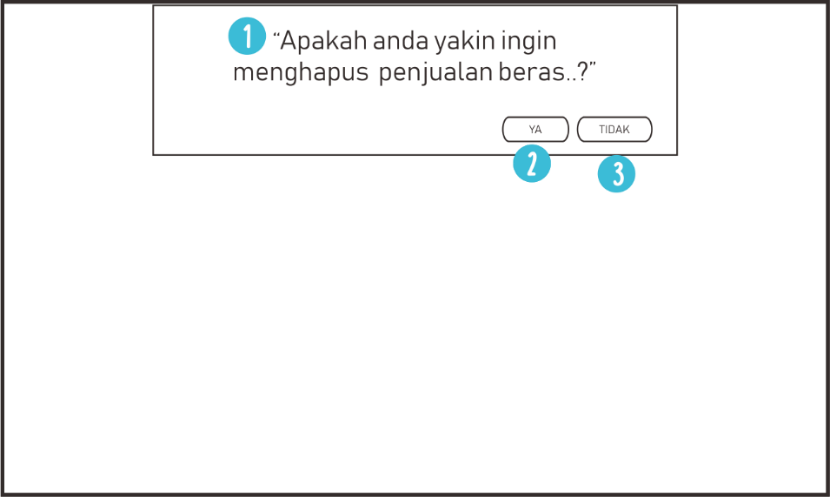 1 “Apakah anda yakin ingin
menghapus penjualan beras..?”
YA TIDAK
2 3